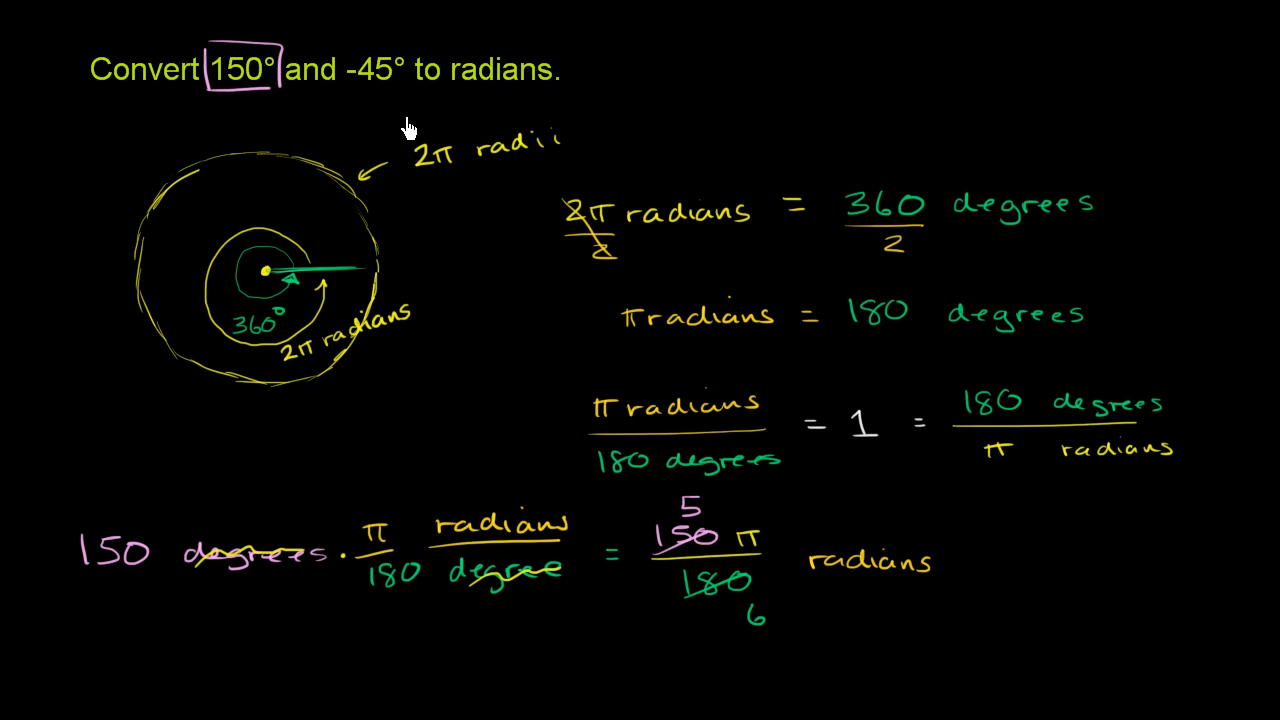 Convert 150° and -45° to radians.
2π radii
2π radians = 360 degrees
2 2
360°
2π radians
π radians = 180 degrees
π radians = 1 = 180 degrees
180 degrees π radians
5
150 degrees · π radians = 150 π radians
180 degree 180
6